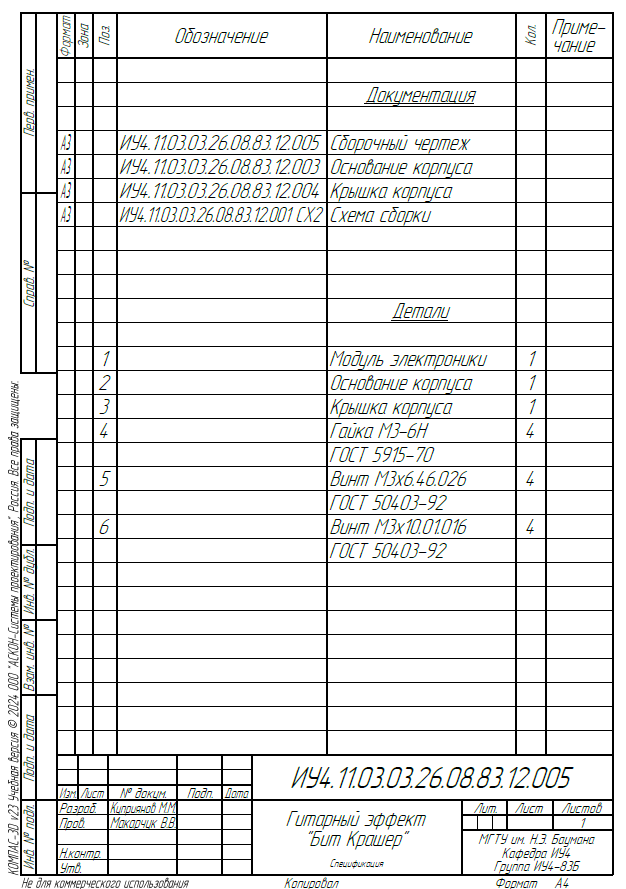 Формат Зона Поз. Обозначение Наименование Кол. Приме-
чание
Документация
А3 ИУ4.11.03.03.26.08.83.12.005 Сборочный чертеж
А3 ИУ4.11.03.03.26.08.83.12.003 Основание корпуса
А3 ИУ4.11.03.03.26.08.83.12.004 Крышка корпуса
А3 ИУ4.11.03.03.26.08.83.12.001 СХ2 Схема сборки
Детали
1 Модуль электроники 1
2 Основание корпуса 1
3 Крышка корпуса 1
4 Гайка М3-6Н 4
ГОСТ 5915-70
5 Винт М3х6.46.026 4
ГОСТ 50403-92
6 Винт М3х10.01.016 4
ГОСТ 50403-92
Перв. примен.
Справ. №
Подп. и дата
Инв. № дубл.
Взам. инв. №
Подп. и дата
Инв. № подл.
КОМПАС-3D v23 Учебная версия © 2024 ООО "АСКОН-Системы проектирования", Россия. Все права защищены.
ИУ4.11.03.03.26.08.83.12.005
Изм. Лист № докум. Подп. Дата
Разраб. Киприянов М.М.
Пров. Макарчик В.В.
Н.контр.
Утв.
Гитарный эффект
"Бит Крашер"
Спецификация
Лит. Лист Листов
1
МГТУ им. Н.Э. Баумана
Кафедра ИУ4
Группа ИУ4-83Б
Не для коммерческого использования Копировал Формат А4